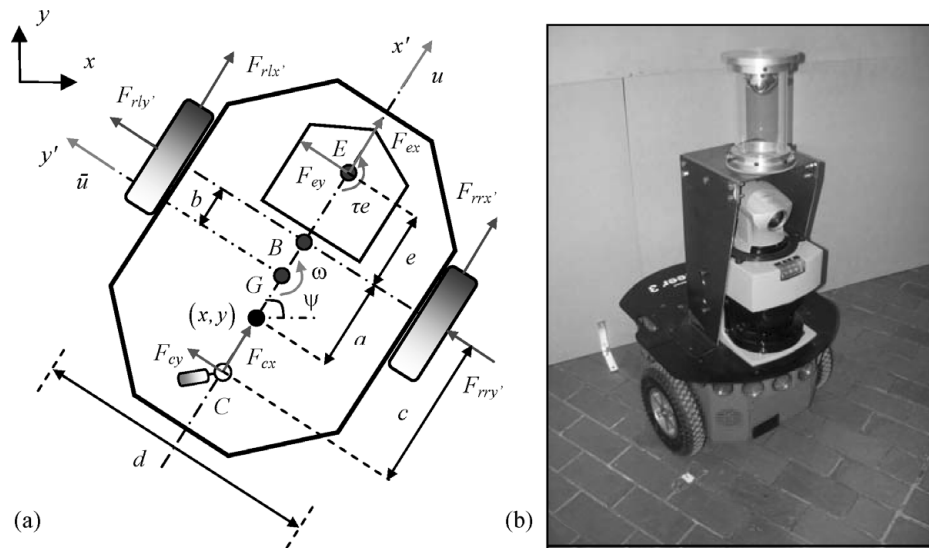 y
x
x'
u
F_rlx'
F_rly'
y'
ū
E
F_ex
F_ey
τe
F_rrx'
b
B
e
G
ω
ψ
(x, y)
a
F_cy
F_cx
C
c
F_rry'
d
(a)
(b)
eer 3